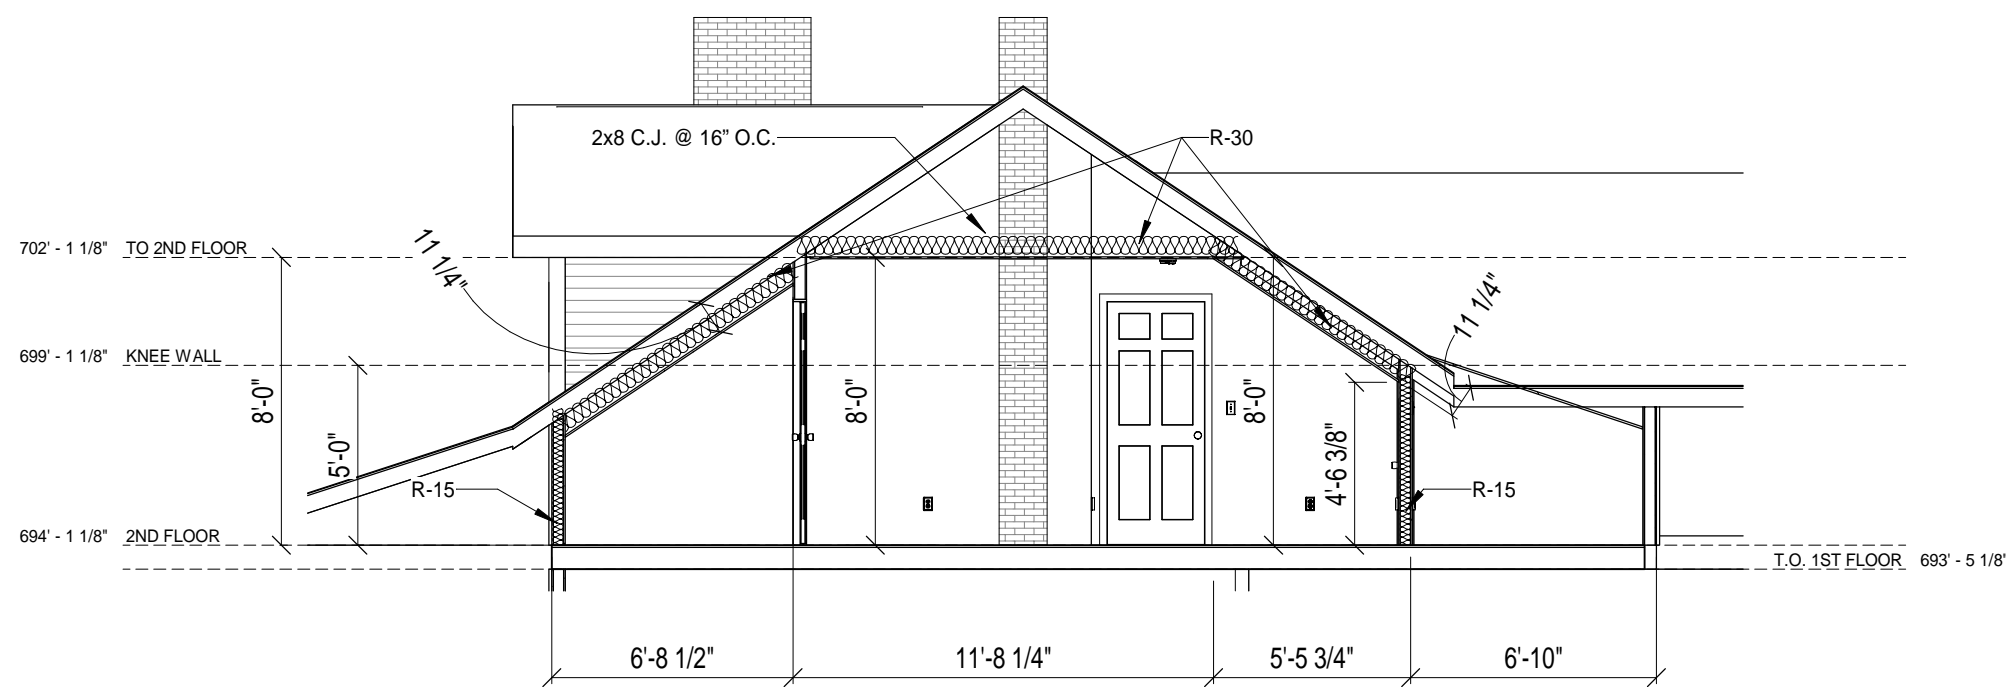 2x8 C.J. @ 16” O.C.
R-30
702' - 1 1/8" TO 2ND FLOOR
11 1/4"
11 1/4"
699' - 1 1/8" KNEE WALL
8'-0"
5'-0"
8'-0"
8'-0"
4'-6 3/8"
R-15
R-15
694' - 1 1/8" 2ND FLOOR
T.O. 1ST FLOOR 693' - 5 1/8"
6'-8 1/2"
11'-8 1/4"
5'-5 3/4"
6'-10"